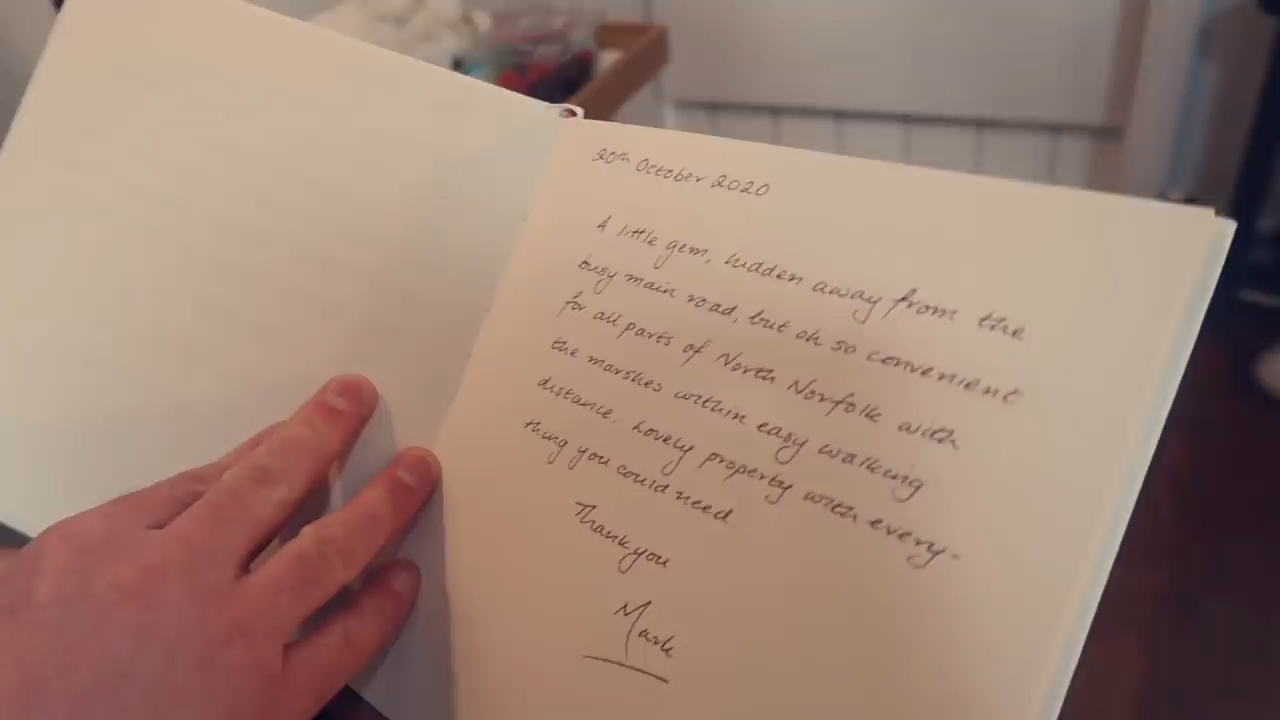 20th October 2020
A little gem, hidden away from the
busy main road, but oh so convenient
for all parts of North Norfolk with
the marshes within easy walking
distance. Lovely property with every-
thing you could need.
Thank you
Mark